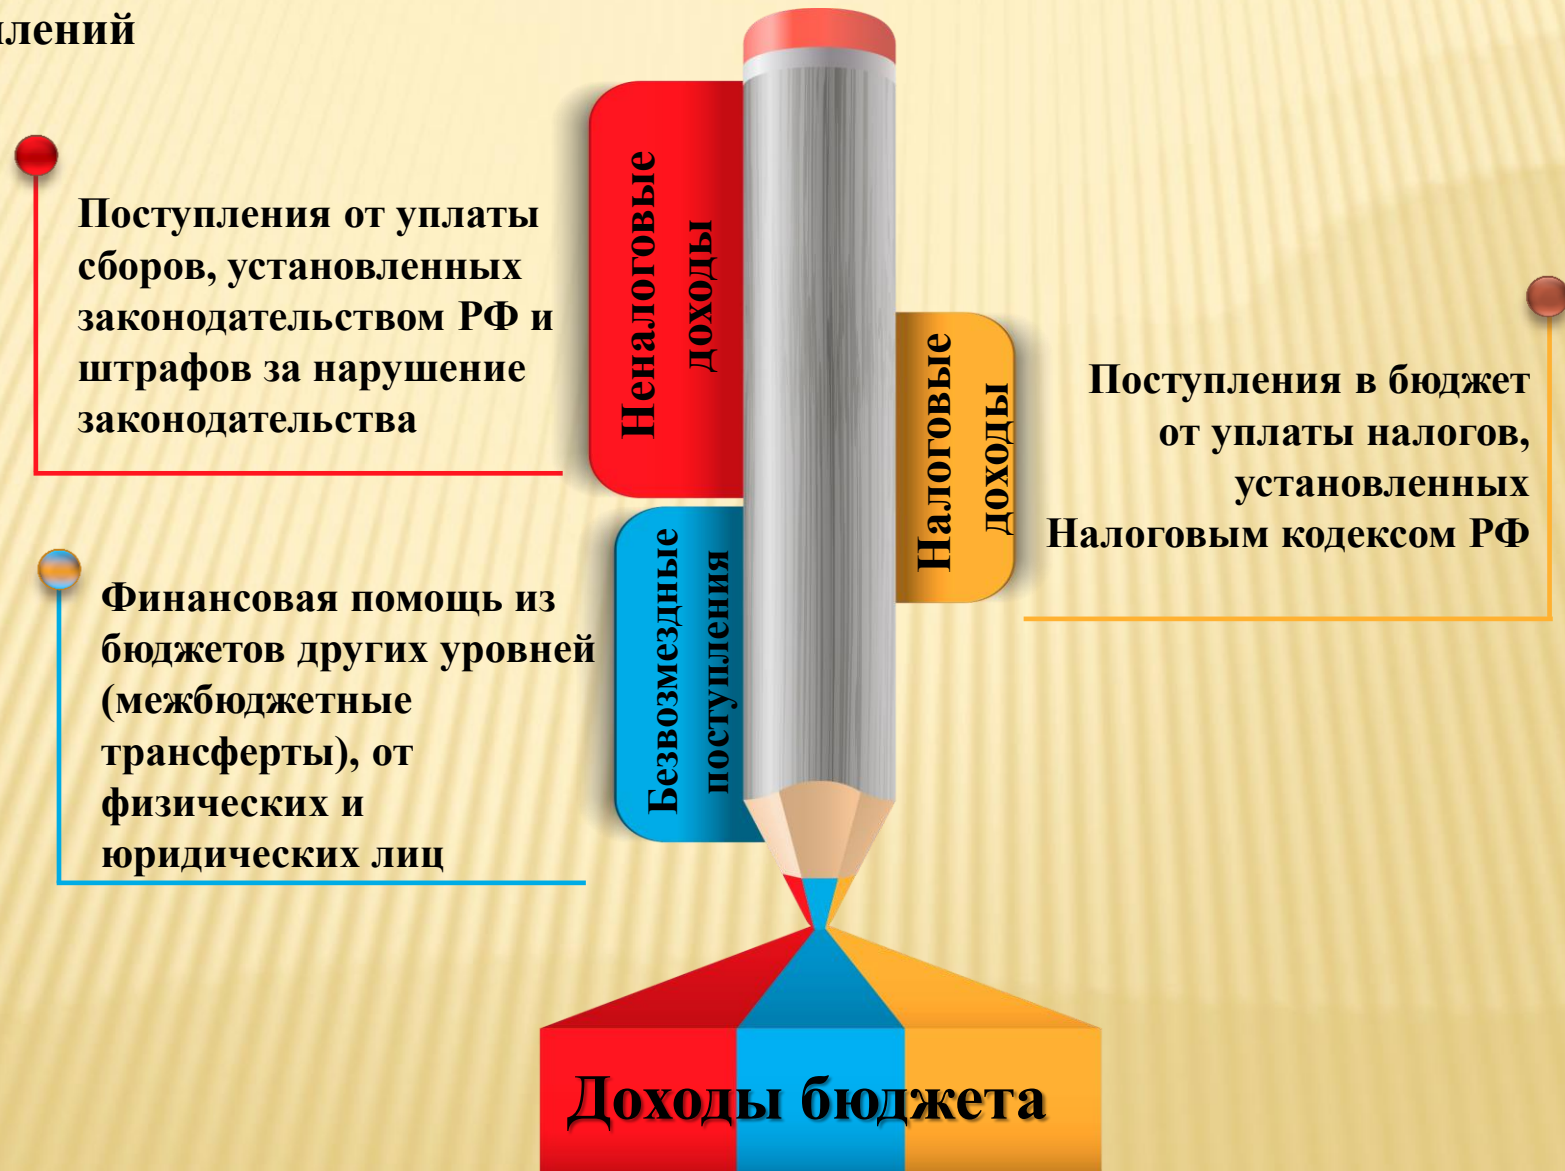 Поступления от уплаты
сборов, установленных
законодательством РФ и
штрафов за нарушение
законодательства
Неналоговые
доходы
Налоговые
доходы
Поступления в бюджет
от уплаты налогов,
установленных
Налоговым кодексом РФ
Финансовая помощь из
бюджетов других уровней
(межбюджетные
трансферты), от
физических и
юридических лиц
Безвозмездные
поступления
Доходы бюджета